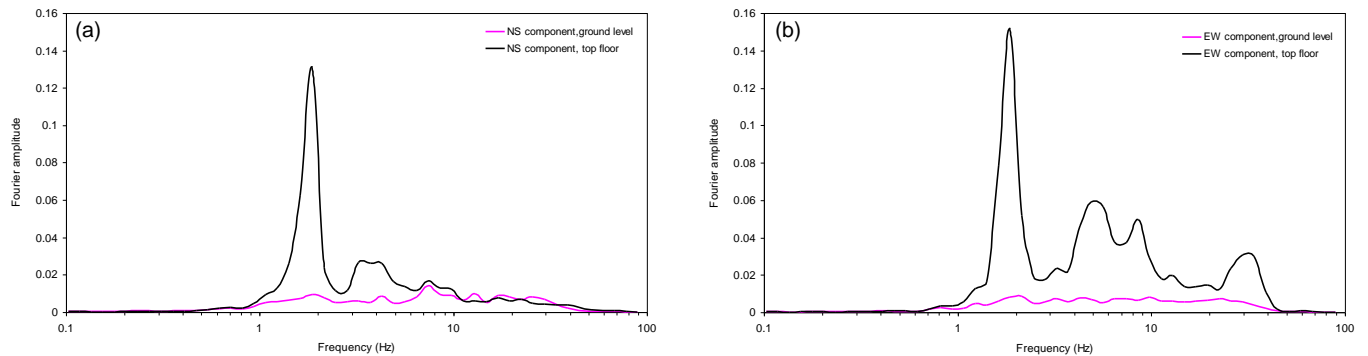 (a)
NS component,ground level
NS component, top floor
0.16
0.14
0.12
0.1
0.08
0.06
0.04
0.02
0
Fourier amplitude
0.1
1
10
100
Frequency (Hz)
(b)
EW component,ground level
EW component, top floor
0.16
0.14
0.12
0.1
0.08
0.06
0.04
0.02
0
Fourier amplitude
0.1
1
10
100
Frequency (Hz)